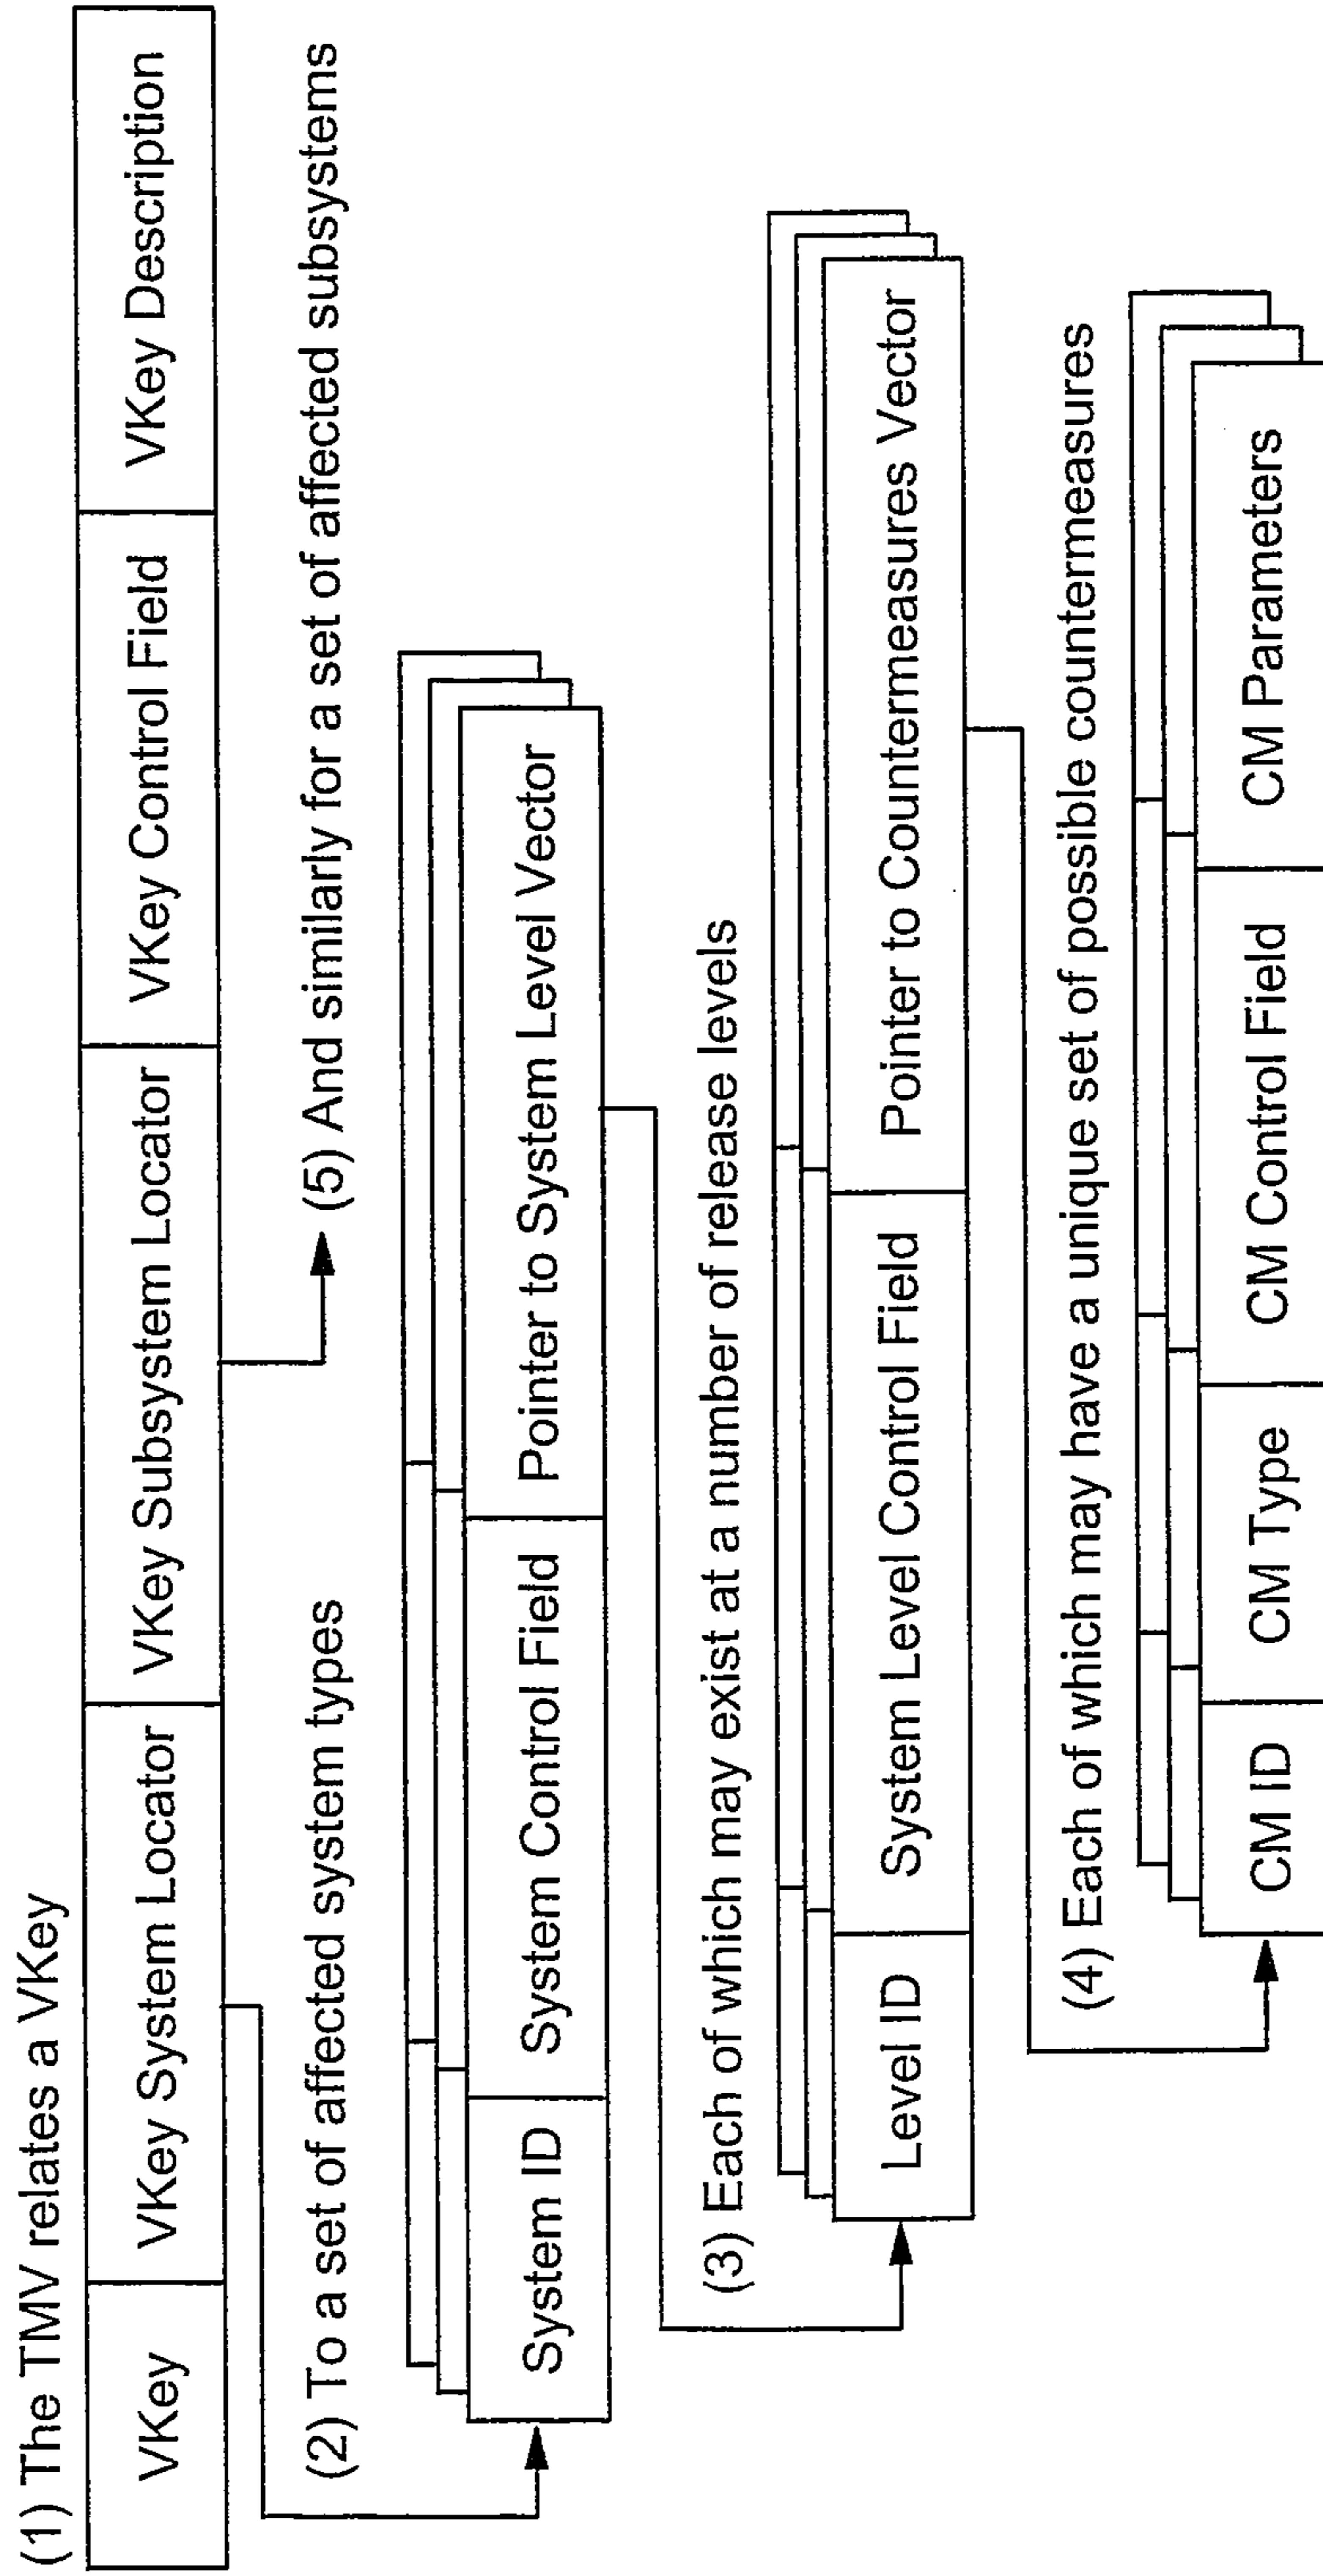 (1) The TMV relates a VKey
VKey VKey System Locator VKey Subsystem Locator VKey Control Field VKey Description
(5) And similarly for a set of affected subsystems
(2) To a set of affected system types
System ID System Control Field Pointer to System Level Vector
(3) Each of which may exist at a number of release levels
Level ID System Level Control Field Pointer to Countermeasures Vector
(4) Each of which may have a unique set of possible countermeasures
CM ID CM Type CM Control Field CM Parameters